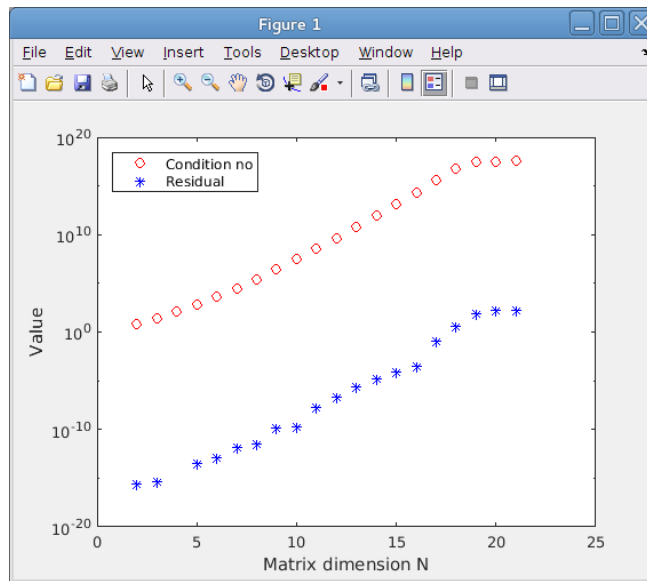 Figure 1
File Edit View Insert Tools Desktop Window Help
10^20
Condition no
Residual
10^10
10^0
10^-10
10^-20
Value
0 5 10 15 20 25
Matrix dimension N